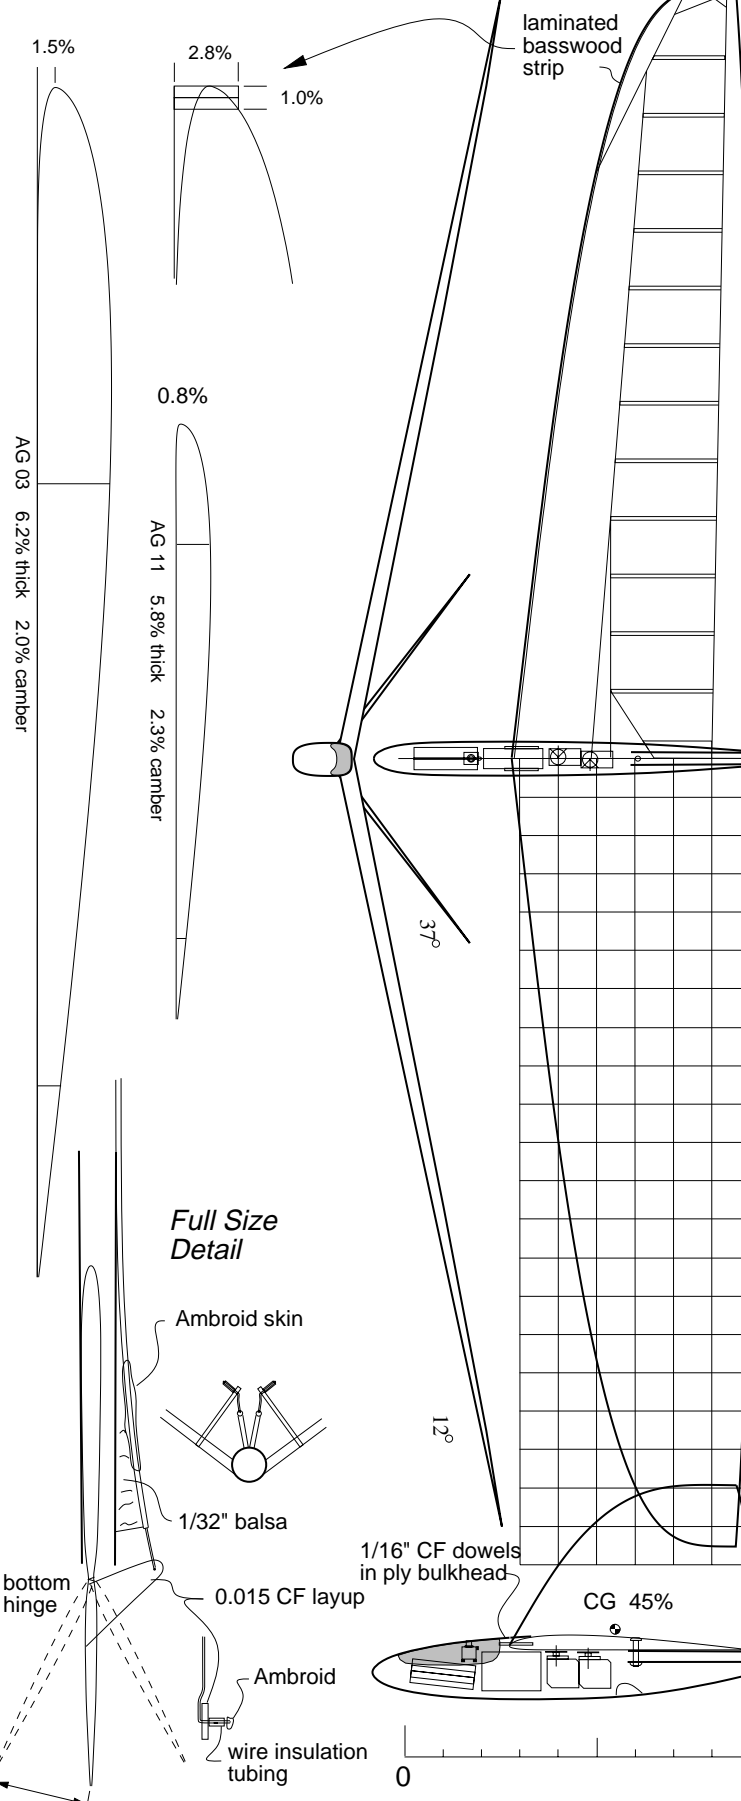 laminated
basswood
strip
1.5%
2.8%
1.0%
0.8%
AG 03 6.2% thick 2.0% camber
AG 11 5.8% thick 2.3% camber
37°
12°
Full Size
Detail
Ambroid skin
1/32" balsa
1/16" CF dowels
in ply bulkhead
bottom
hinge
0.015 CF layup
CG 45%
Ambroid
wire insulation
tubing
0